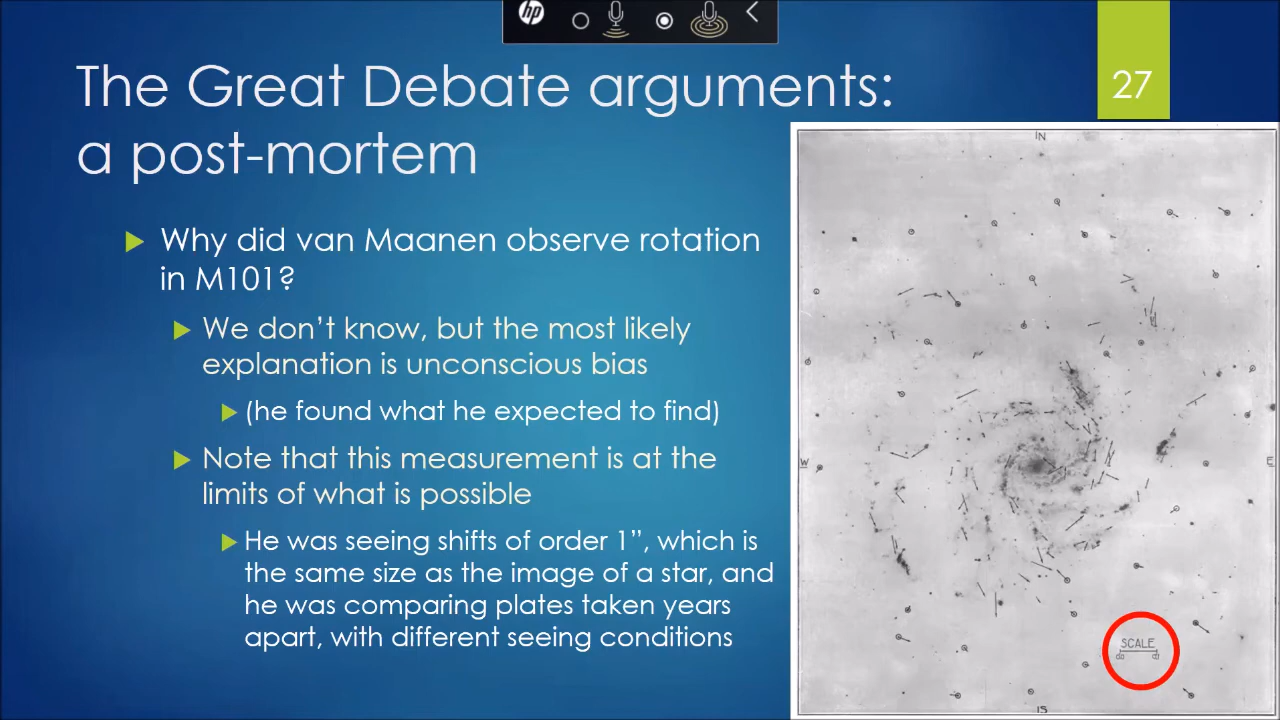 hp
The Great Debate arguments:
a post-mortem
27
Why did van Maanen observe rotation
in M101?
We don’t know, but the most likely
explanation is unconscious bias
(he found what he expected to find)
Note that this measurement is at the
limits of what is possible
He was seeing shifts of order 1”, which is
the same size as the image of a star, and
he was comparing plates taken years
apart, with different seeing conditions
N
W
E
SCALE
S